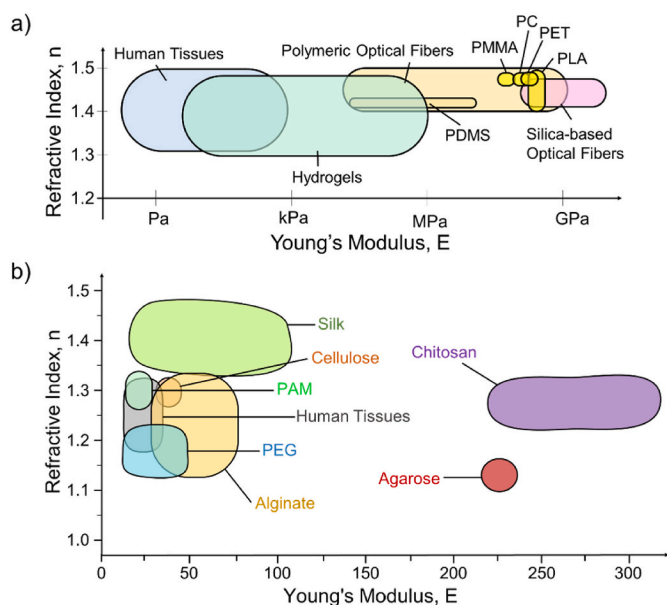 a)
Refractive Index, n
1.5
1.4
1.3
1.2
Human Tissues
Polymeric Optical Fibers
PMMA
PC
PET
PLA
PDMS
Silica-based
Optical Fibers
Hydrogels
Pa
kPa
MPa
GPa
Young's Modulus, E
b)
Refractive Index, n
1.5
1.4
1.3
1.2
1.1
1.0
Silk
Cellulose
PAM
Human Tissues
PEG
Alginate
Chitosan
Agarose
0
50
100
150
200
250
300
Young's Modulus, E